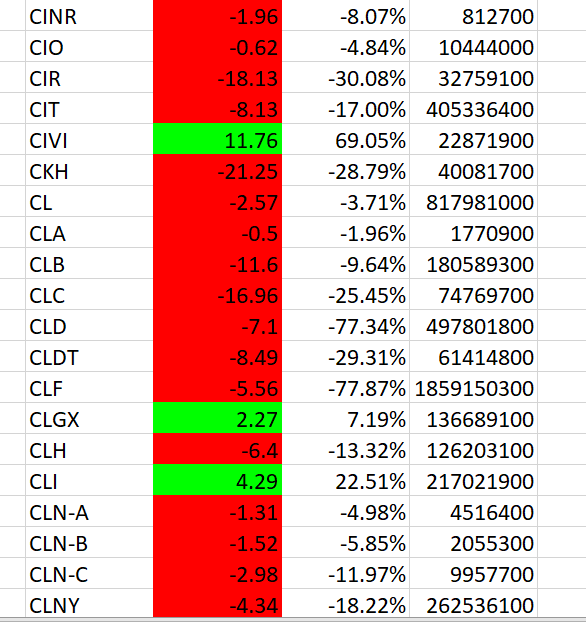 CINR -1.96 -8.07% 812700
CIO -0.62 -4.84% 10444000
CIR -18.13 -30.08% 32759100
CIT -8.13 -17.00% 405336400
CIVI 11.76 69.05% 22871900
CKH -21.25 -28.79% 40081700
CL -2.57 -3.71% 817981000
CLA -0.5 -1.96% 1770900
CLB -11.6 -9.64% 180589300
CLC -16.96 -25.45% 74769700
CLD -7.1 -77.34% 497801800
CLDT -8.49 -29.31% 61414800
CLF -5.56 -77.87% 1859150300
CLGX 2.27 7.19% 136689100
CLH -6.4 -13.32% 126203100
CLI 4.29 22.51% 217021900
CLN-A -1.31 -4.98% 4516400
CLN-B -1.52 -5.85% 2055300
CLN-C -2.98 -11.97% 9957700
CLNY -4.34 -18.22% 262536100